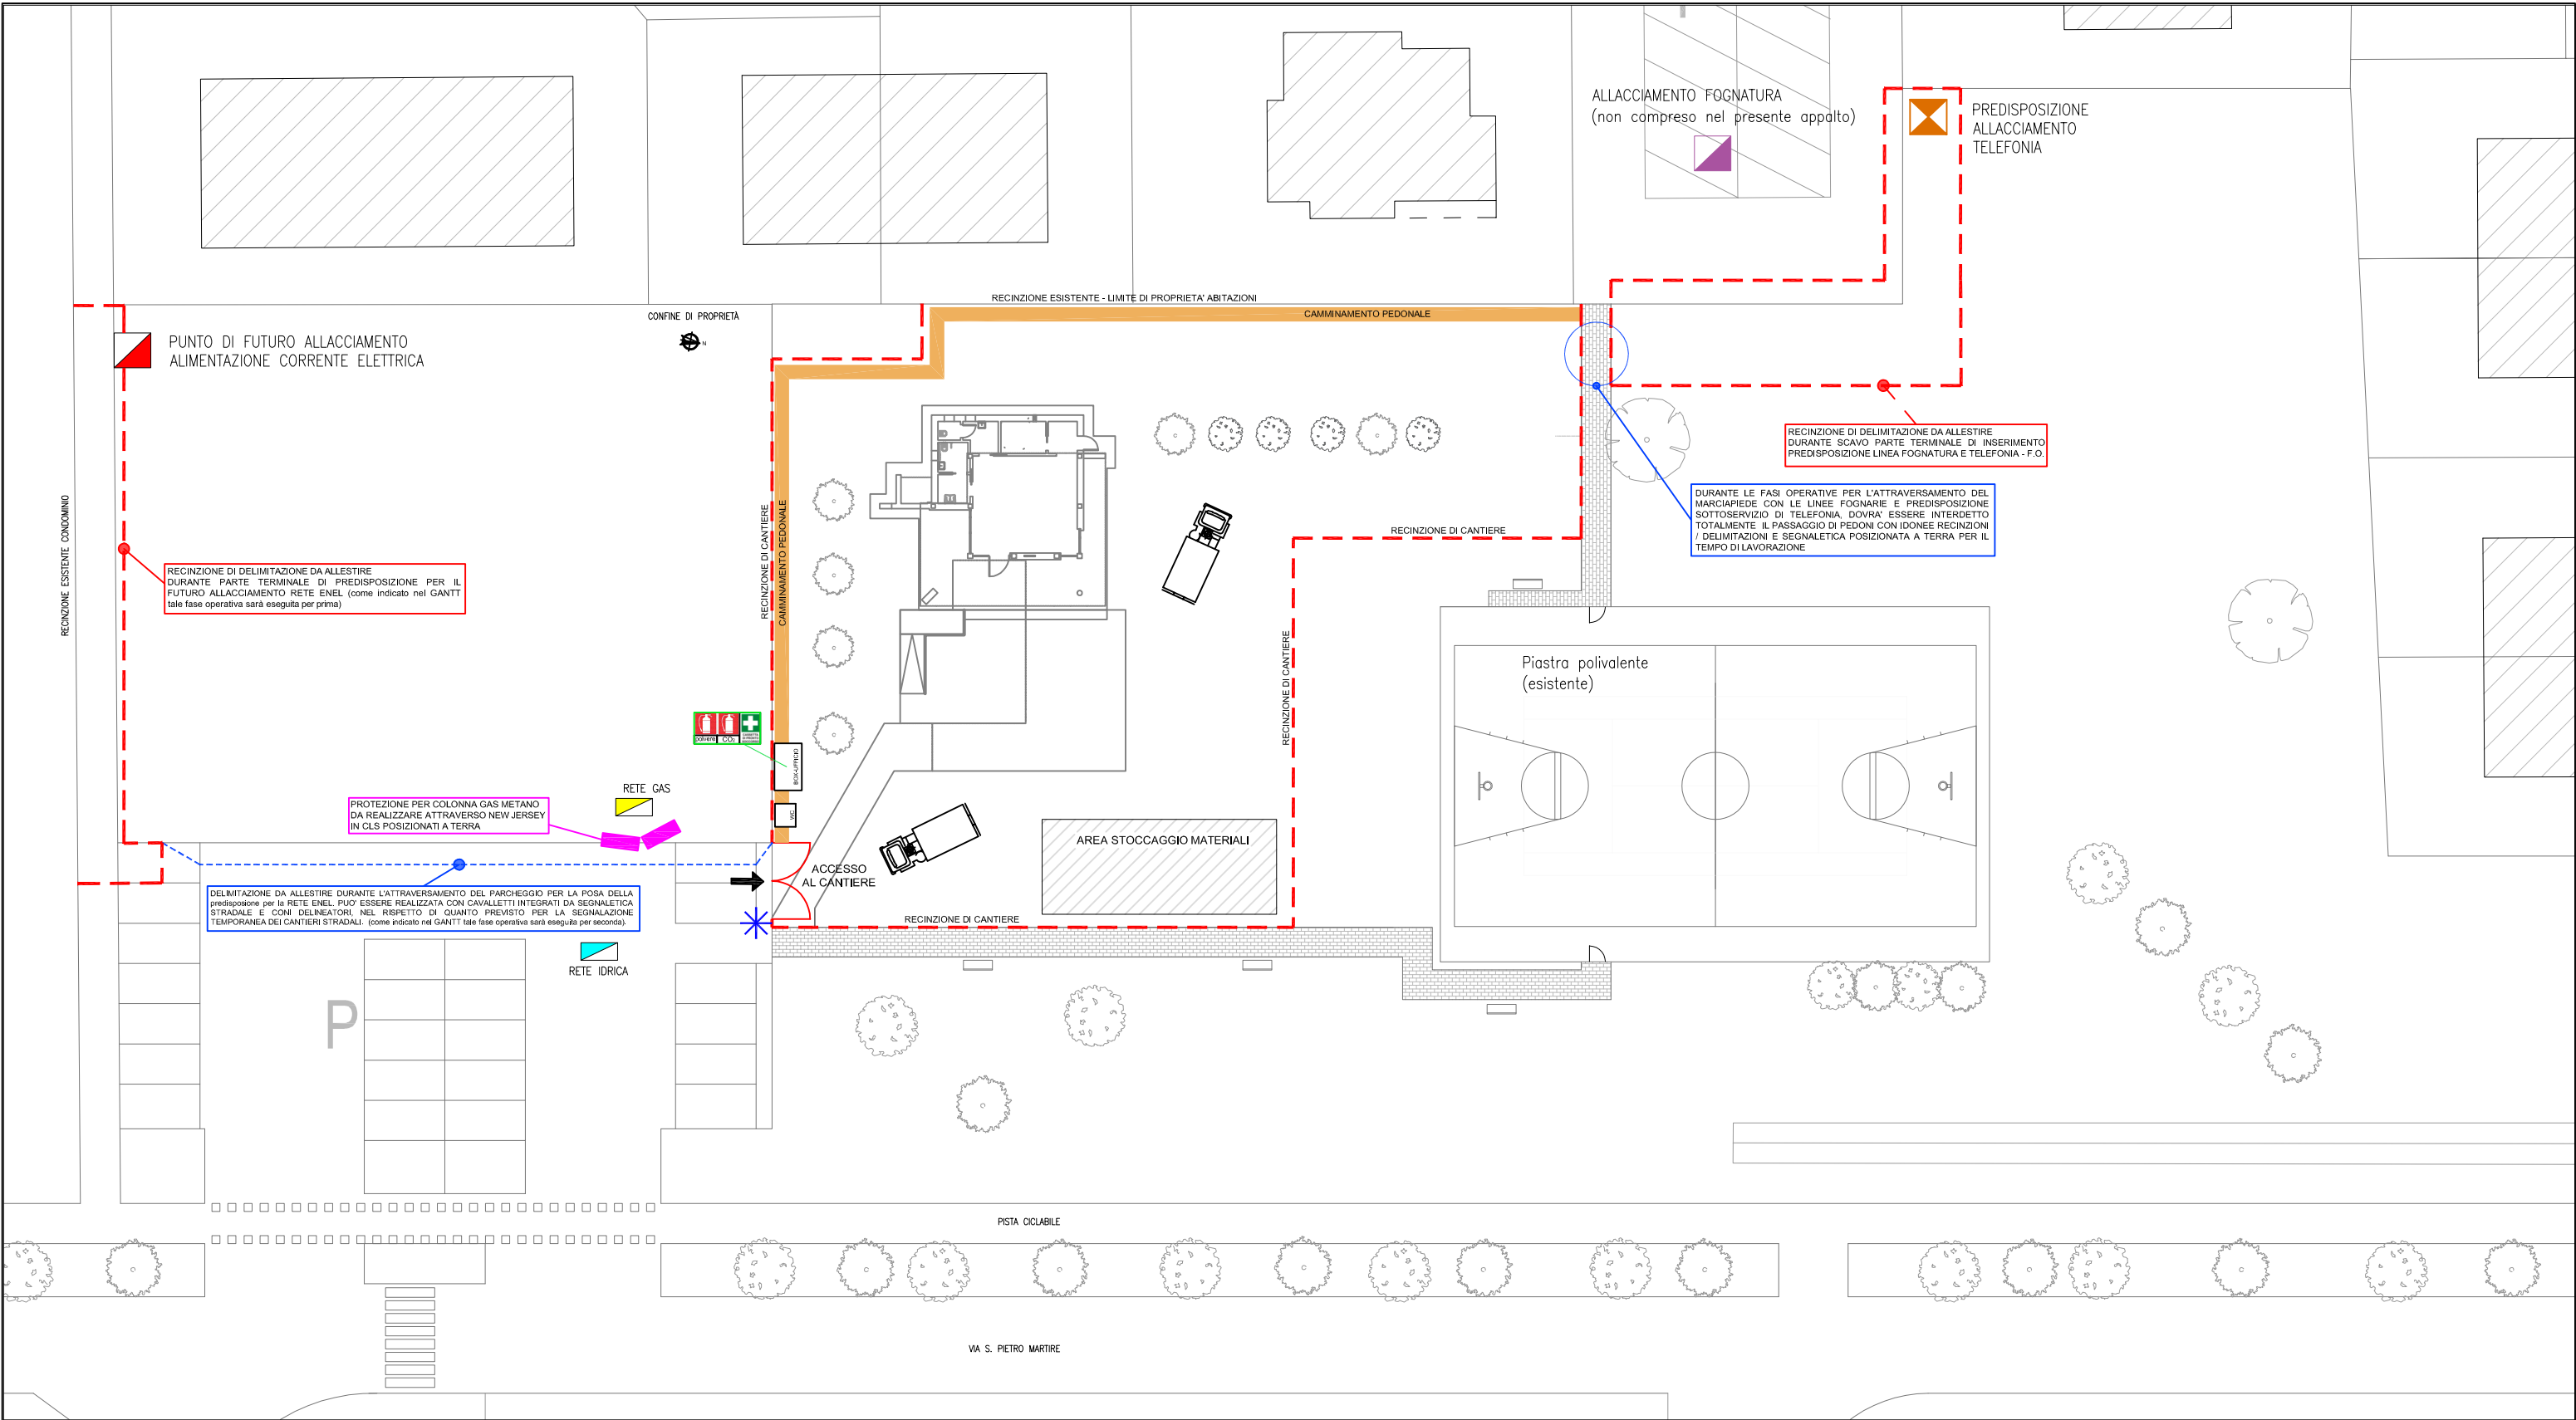 ALLACCIAMENTO FOGNATURA
(non compreso nel presente appalto)
PREDISPOSIZIONE
ALLACCIAMENTO
TELEFONIA
RECINZIONE ESISTENTE - LIMITE DI PROPRIETA' ABITAZIONI
CONFINE DI PROPRIETÀ
N
CAMMINAMENTO PEDONALE
PUNTO DI FUTURO ALLACCIAMENTO
ALIMENTAZIONE CORRENTE ELETTRICA
RECINZIONE DI DELIMITAZIONE DA ALLESTIRE
DURANTE SCAVO PARTE TERMINALE DI INSERIMENTO
PREDISPOSIZIONE LINEA FOGNATURA E TELEFONIA - F.O.
DURANTE LE FASI OPERATIVE PER L'ATTRAVERSAMENTO DEL
MARCIAPIEDE CON LE LINEE FOGNARIE E PREDISPOSIZIONE
SOTTOSERVIZIO DI TELEFONIA, DOVRA' ESSERE INTERDETTO
TOTALMENTE IL PASSAGGIO DI PEDONI CON IDONEE RECINZIONI
/ DELIMITAZIONI E SEGNALETICA POSIZIONATA A TERRA PER IL
TEMPO DI LAVORAZIONE
RECINZIONE ESISTENTE CONDOMINIO
RECINZIONE DI CANTIERE
CAMMINAMENTO PEDONALE
RECINZIONE DI CANTIERE
RECINZIONE DI CANTIERE
RECINZIONE DI DELIMITAZIONE DA ALLESTIRE
DURANTE PARTE TERMINALE DI PREDISPOSIZIONE PER IL
FUTURO ALLACCIAMENTO RETE ENEL (come indicato nel GANTT
tale fase operativa sarà eseguita per prima)
Piastra polivalente
(esistente)
polvere
CO2
BOX-UFFICIO
WC
RETE GAS
PROTEZIONE PER COLONNA GAS METANO
DA REALIZZARE ATTRAVERSO NEW JERSEY
IN CLS POSIZIONATI A TERRA
AREA STOCCAGGIO MATERIALI
ACCESSO
AL CANTIERE
RECINZIONE DI CANTIERE
DELIMITAZIONE DA ALLESTIRE DURANTE L'ATTRAVERSAMENTO DEL PARCHEGGIO PER LA POSA DELLA
predisposione per la RETE ENEL. PUO' ESSERE REALIZZATA CON CAVALLETTI INTEGRATI DA SEGNALETICA
STRADALE E CONI DELINEATORI, NEL RISPETTO DI QUANTO PREVISTO PER LA SEGNALAZIONE
TEMPORANEA DEI CANTIERI STRADALI. (come indicato nel GANTT tale fase operativa sarà eseguita per seconda).
RETE IDRICA
P
PISTA CICLABILE
VIA S. PIETRO MARTIRE